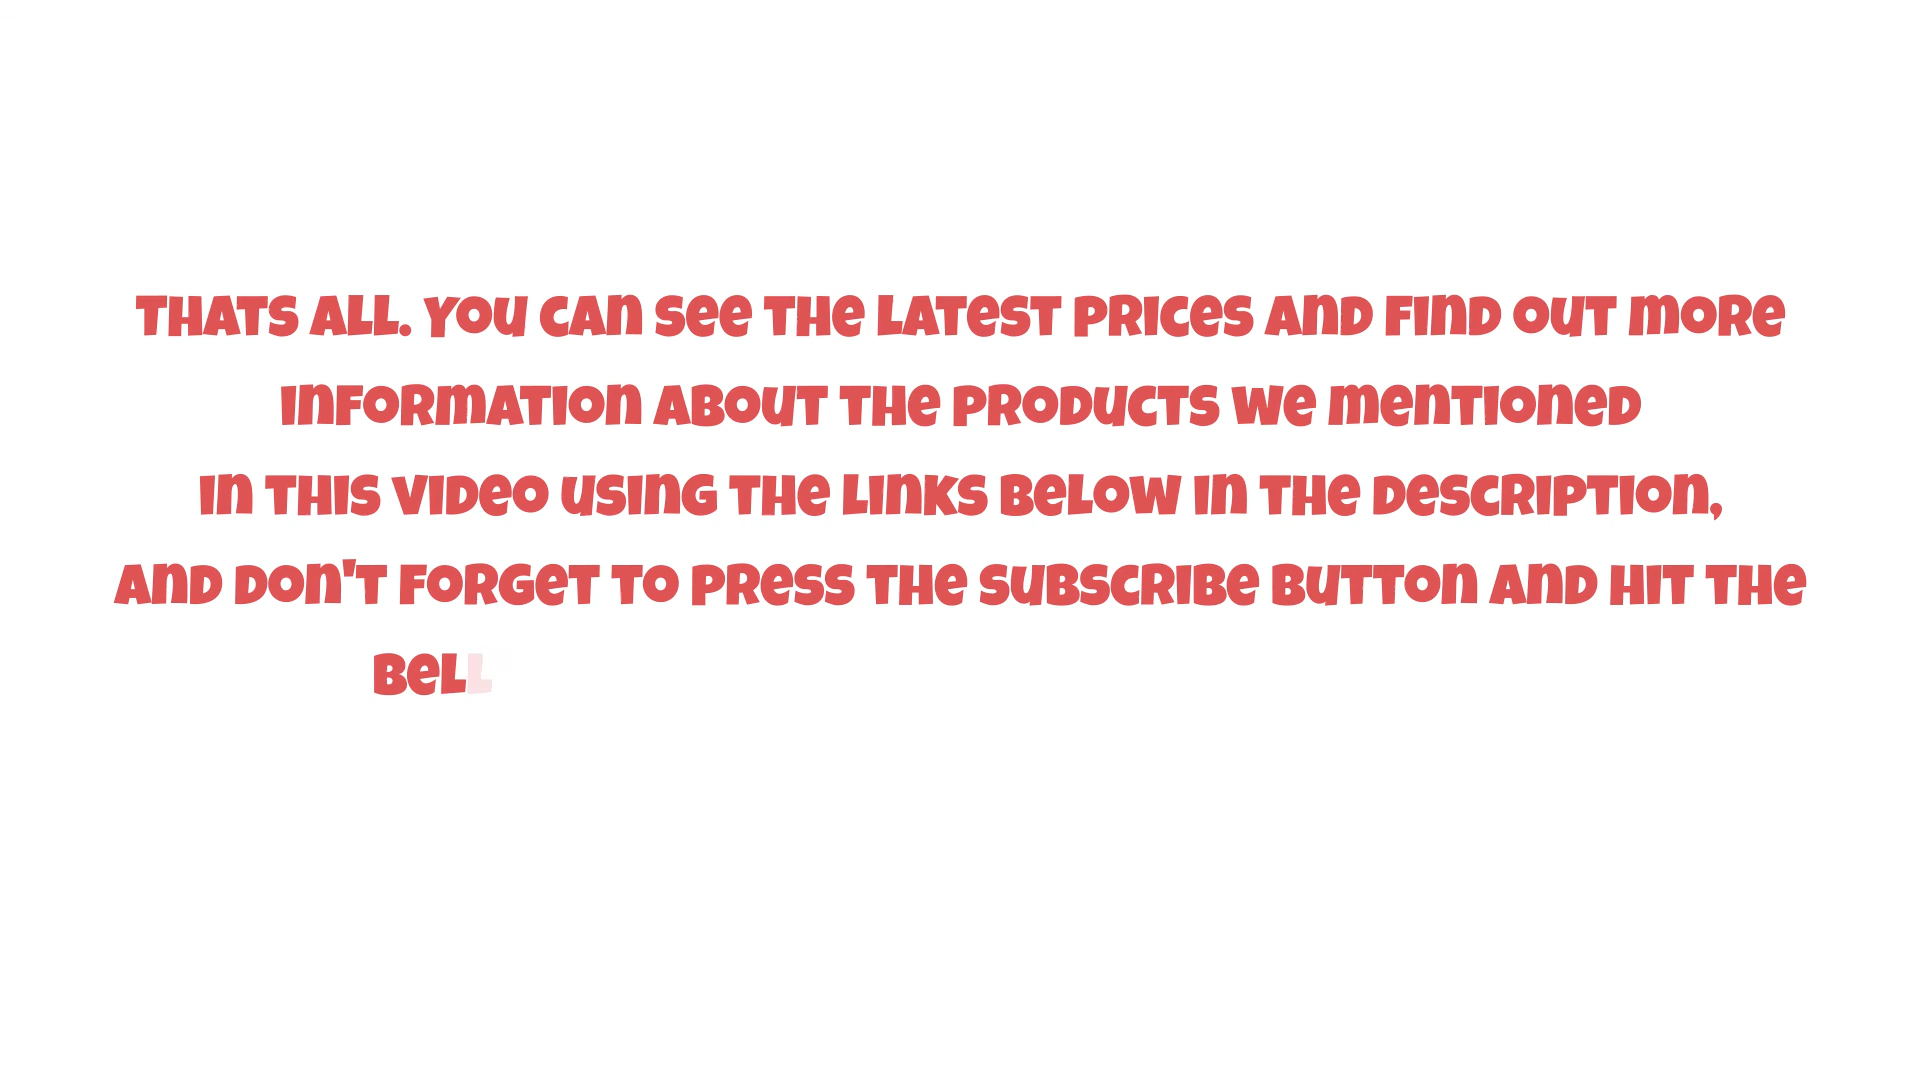 Thats all. You can see the latest prices and find out more
information about the products we mentioned
in this video using the links below in the description,
and don't forget to press the subscribe button and hit the
bell